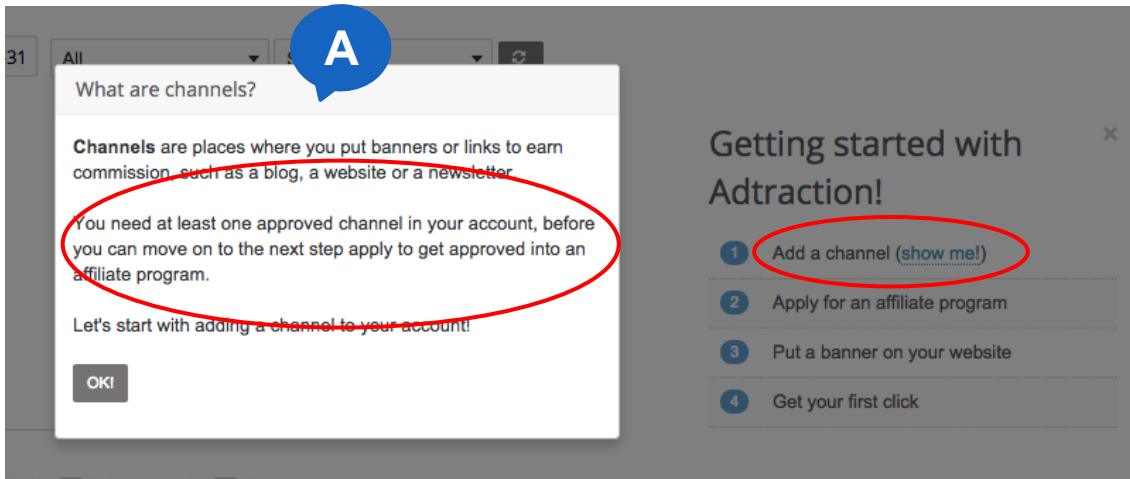 31
All
A
What are channels?
Channels are places where you put banners or links to earn
commission, such as a blog, a website or a newsletter.
You need at least one approved channel in your account, before
you can move on to the next step apply to get approved into an
affiliate program.
Let's start with adding a channel to your account!
OK!
Getting started with
Adtraction!
×
1 Add a channel (show me!)
2 Apply for an affiliate program
3 Put a banner on your website
4 Get your first click